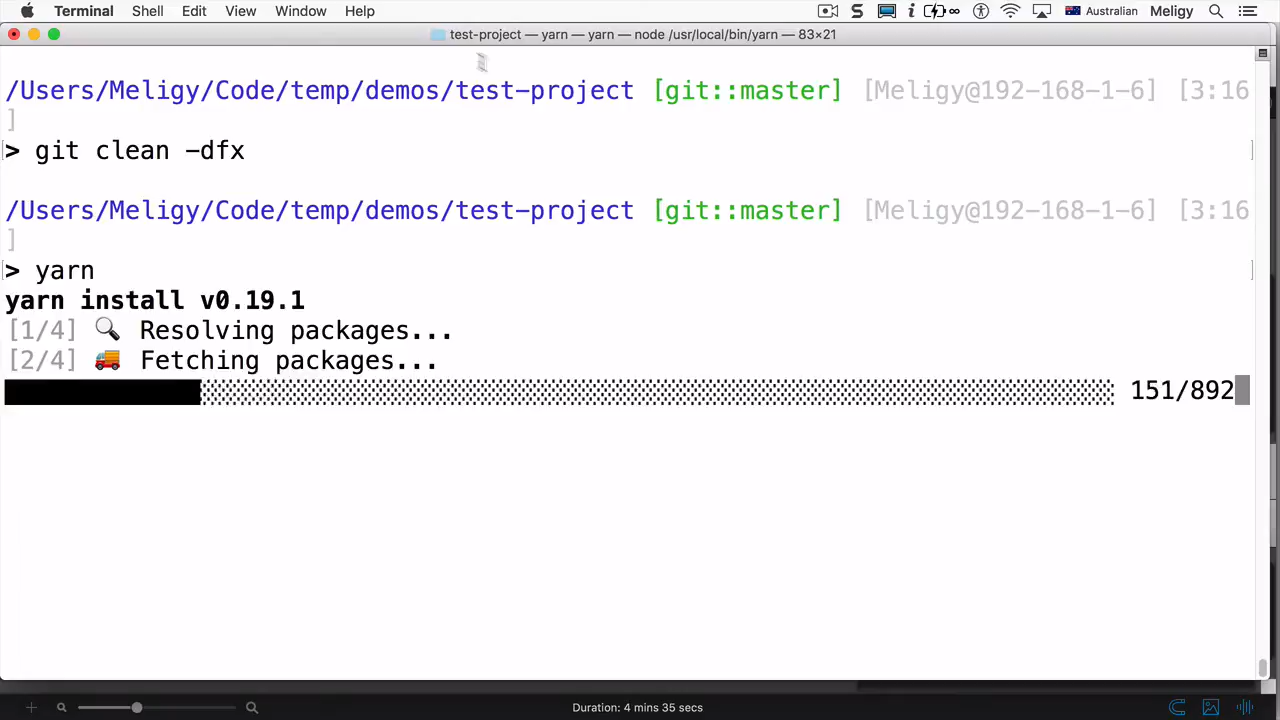 Terminal Shell Edit View Window Help Australian Meligy
test-project — yarn — yarn — node /usr/local/bin/yarn — 83×21
/Users/Meligy/Code/temp/demos/test-project [git::master] [Meligy@192-168-1-6] [3:16
]
> git clean -dfx
/Users/Meligy/Code/temp/demos/test-project [git::master] [Meligy@192-168-1-6] [3:16
]
> yarn
yarn install v0.19.1
[1/4] 🔍 Resolving packages...
[2/4] 🚚 Fetching packages...
151/892
Duration: 4 mins 35 secs